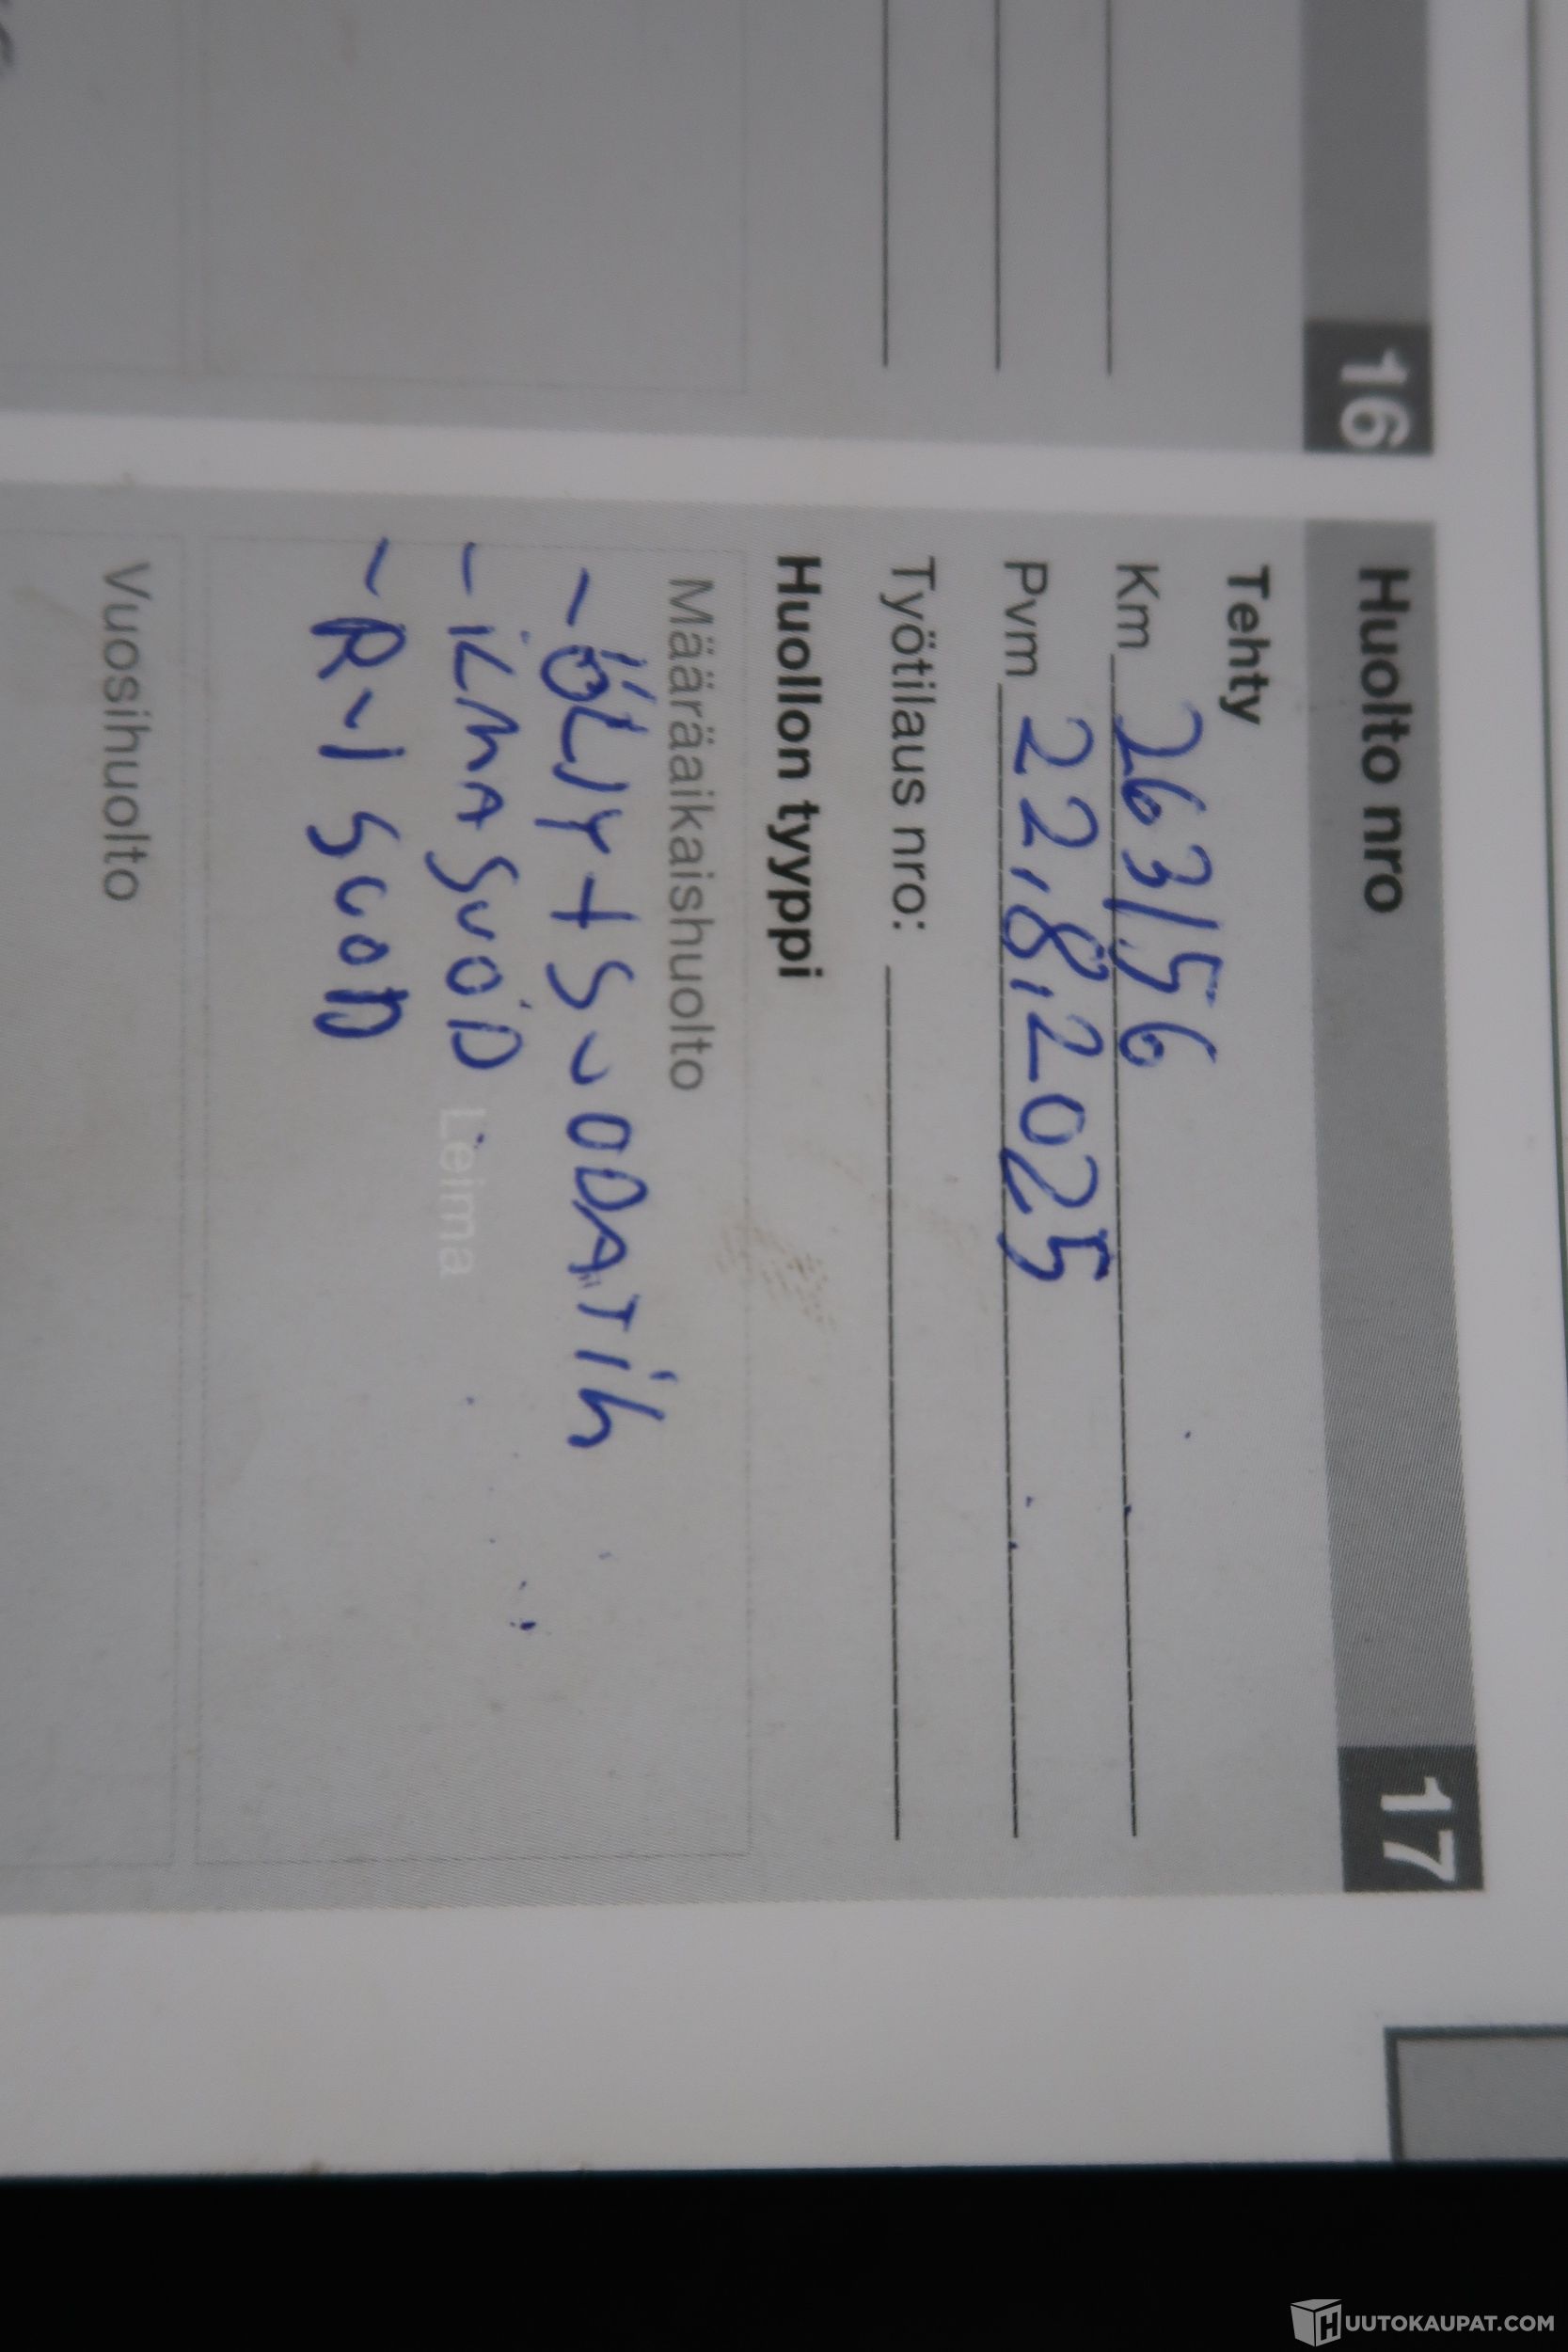 16
Huolto nro 17
Tehty
Km 263156
Pvm 22.8.2025
Työtilaus nro:
Huollon tyyppi
Määräaikaishuolto
- ÖLJY + SUODATIN
- iLMASUOD
- R-I SUOD
Leima
Vuosihuolto
HUUTOKAUPAT.COM